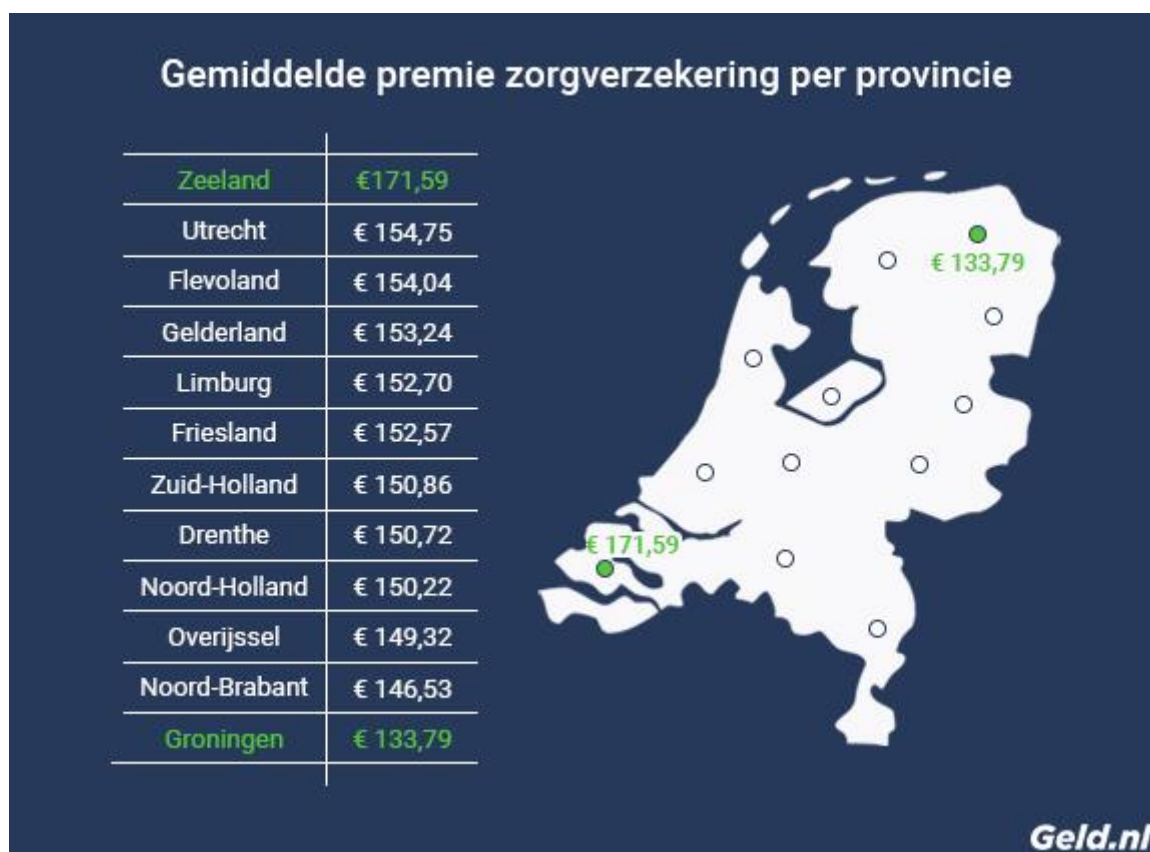 Gemiddelde premie zorgverzekering per provincie
Zeeland €171,59
Utrecht € 154,75
Flevoland € 154,04
Gelderland € 153,24
Limburg € 152,70
Friesland € 152,57
Zuid-Holland € 150,86
Drenthe € 150,72
Noord-Holland € 150,22
Overijssel € 149,32
Noord-Brabant € 146,53
Groningen € 133,79
€ 133,79
€ 171,59
Geld.nl